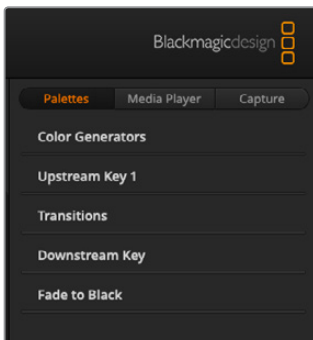 Blackmagicdesign
Palettes Media Player Capture
Color Generators
Upstream Key 1
Transitions
Downstream Key
Fade to Black